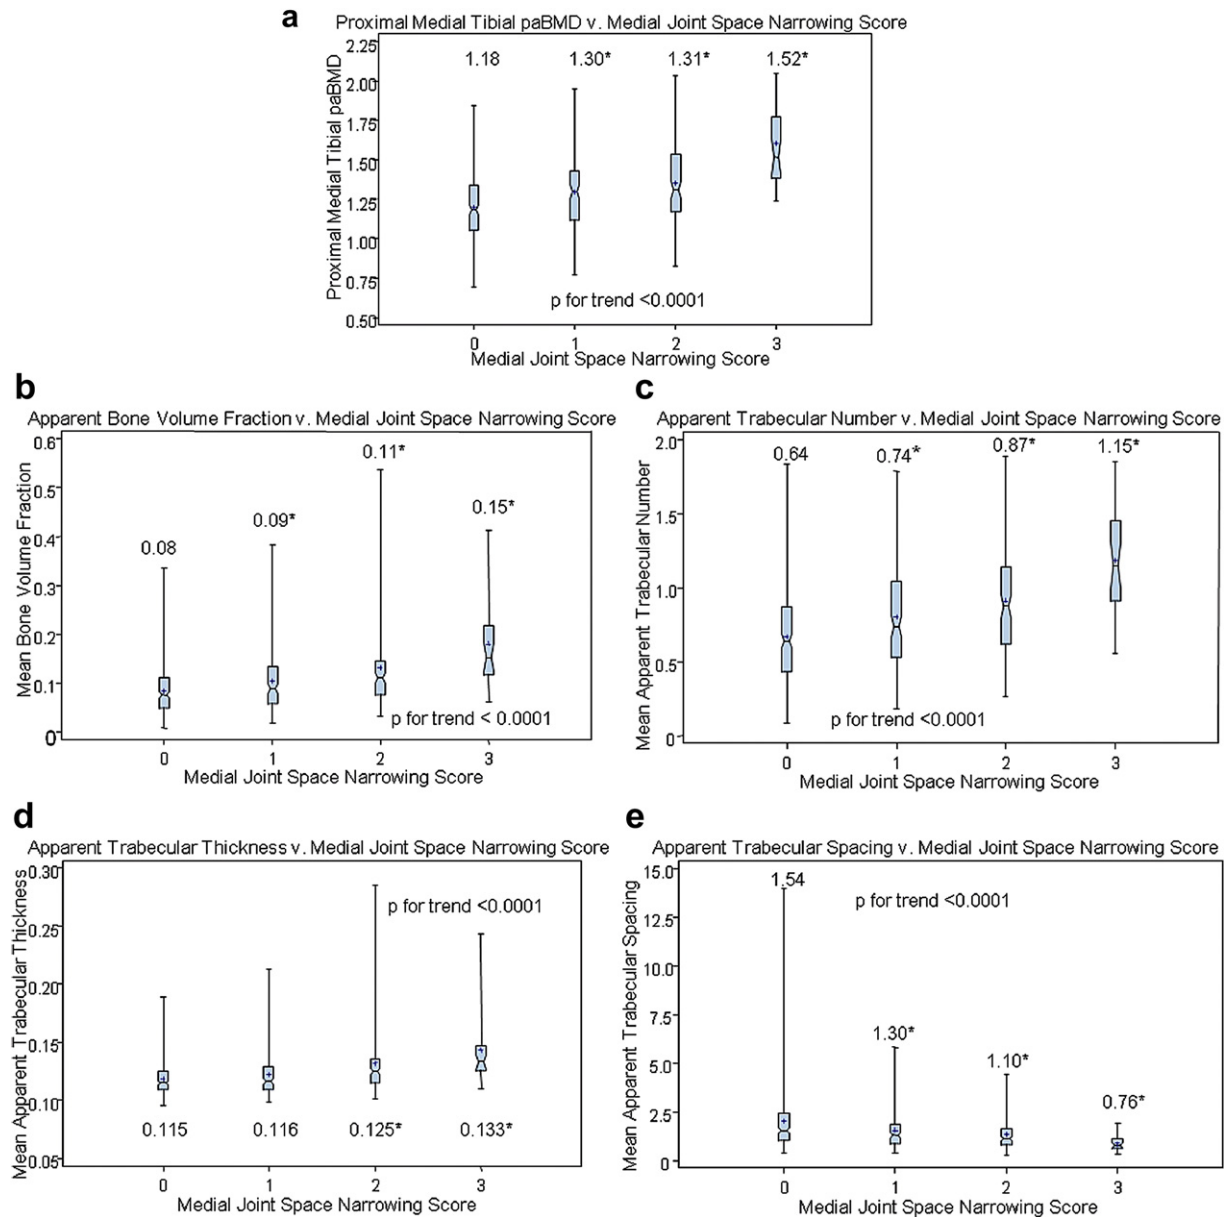 a
Proximal Medial Tibial paBMD v. Medial Joint Space Narrowing Score
Proximal Medial Tibial paBMD
2.25
2.00
1.75
1.50
1.25
1.00
0.75
0.50
1.18 1.30* 1.31* 1.52*
p for trend <0.0001
0 1 2 3
Medial Joint Space Narrowing Score
b
Apparent Bone Volume Fraction v. Medial Joint Space Narrowing Score
Mean Bone Volume Fraction
0.6
0.5
0.4
0.3
0.2
0.1
0
0.08 0.09* 0.11* 0.15*
p for trend < 0.0001
0 1 2 3
Medial Joint Space Narrowing Score
c
Apparent Trabecular Number v. Medial Joint Space Narrowing Score
Mean Apparent Trabecular Number
2.0
1.5
1.0
0.5
0
0.64 0.74* 0.87* 1.15*
p for trend <0.0001
0 1 2 3
Medial Joint Space Narrowing Score
d
Apparent Trabecular Thickness v. Medial Joint Space Narrowing Score
Mean Apparent Trabecular Thickness
0.30
0.25
0.20
0.15
0.10
0.05
p for trend <0.0001
0.115 0.116 0.125* 0.133*
0 1 2 3
Medial Joint Space Narrowing Score
e
Apparent Trabecular Spacing v. Medial Joint Space Narrowing Score
Mean Apparent Trabecular Spacing
15.0
12.5
10.0
7.5
5.0
2.5
0
1.54 1.30* 1.10* 0.76*
p for trend <0.0001
0 1 2 3
Medial Joint Space Narrowing Score